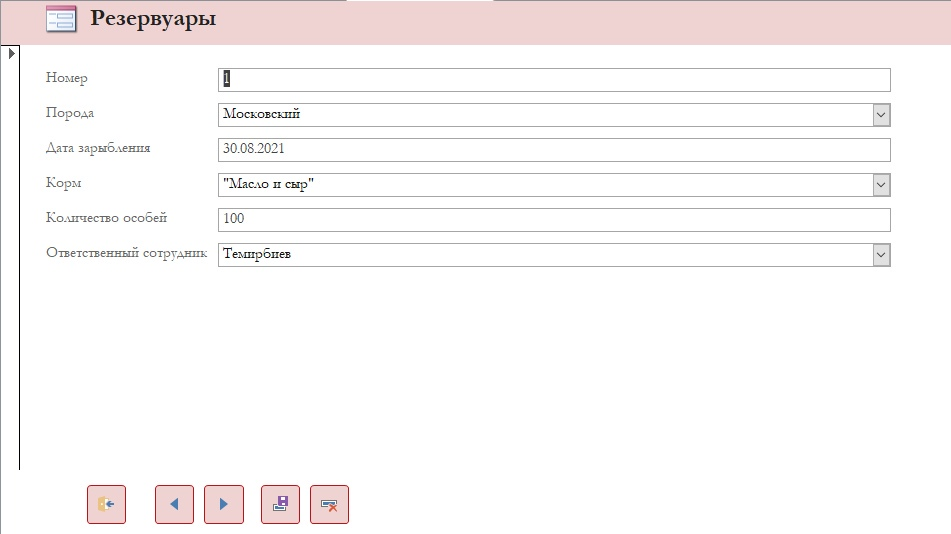 Резервуары
Номер 1
Порода Московский
Дата зарыбления 30.08.2021
Корм "Масло и сыр"
Количество особей 100
Ответственный сотрудник Темирбиев